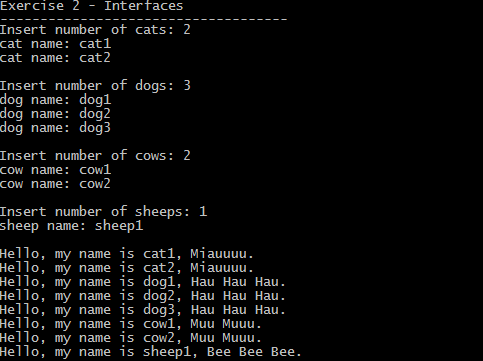 Exercise 2 - Interfaces
------------------------------------
Insert number of cats: 2
cat name: cat1
cat name: cat2
Insert number of dogs: 3
dog name: dog1
dog name: dog2
dog name: dog3
Insert number of cows: 2
cow name: cow1
cow name: cow2
Insert number of sheeps: 1
sheep name: sheep1
Hello, my name is cat1, Miauuuu.
Hello, my name is cat2, Miauuuu.
Hello, my name is dog1, Hau Hau Hau.
Hello, my name is dog2, Hau Hau Hau.
Hello, my name is dog3, Hau Hau Hau.
Hello, my name is cow1, Muu Muuu.
Hello, my name is cow2, Muu Muuu.
Hello, my name is sheep1, Bee Bee Bee.